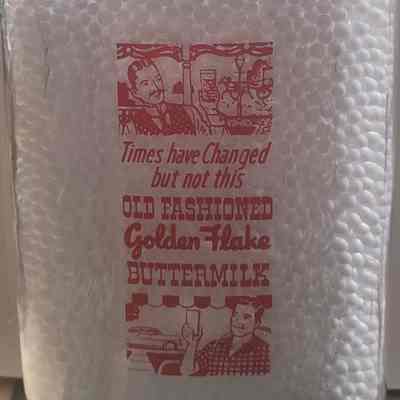 Times have Changed
but not this
OLD FASHIONED
Golden Flake
BUTTERMILK